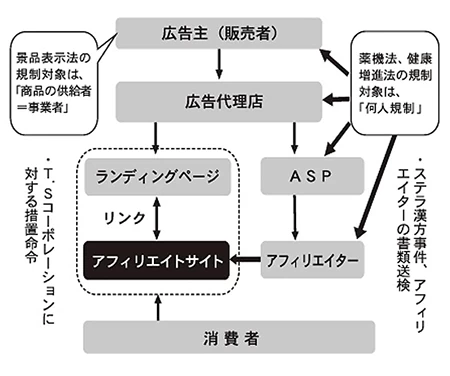 広告主（販売者）
景品表示法の
規制対象は、
「商品の供給者
＝事業者」
薬機法、健康
増進法の規制
対象は、
「何人規制」
広告代理店
ランディングページ
ＡＳＰ
リンク
アフィリエイトサイト
アフィリエイター
消費者
・Ｔ．Ｓコーポレーションに
対する措置命令
・ステラ漢方事件、アフィリ
エイターの書類送検